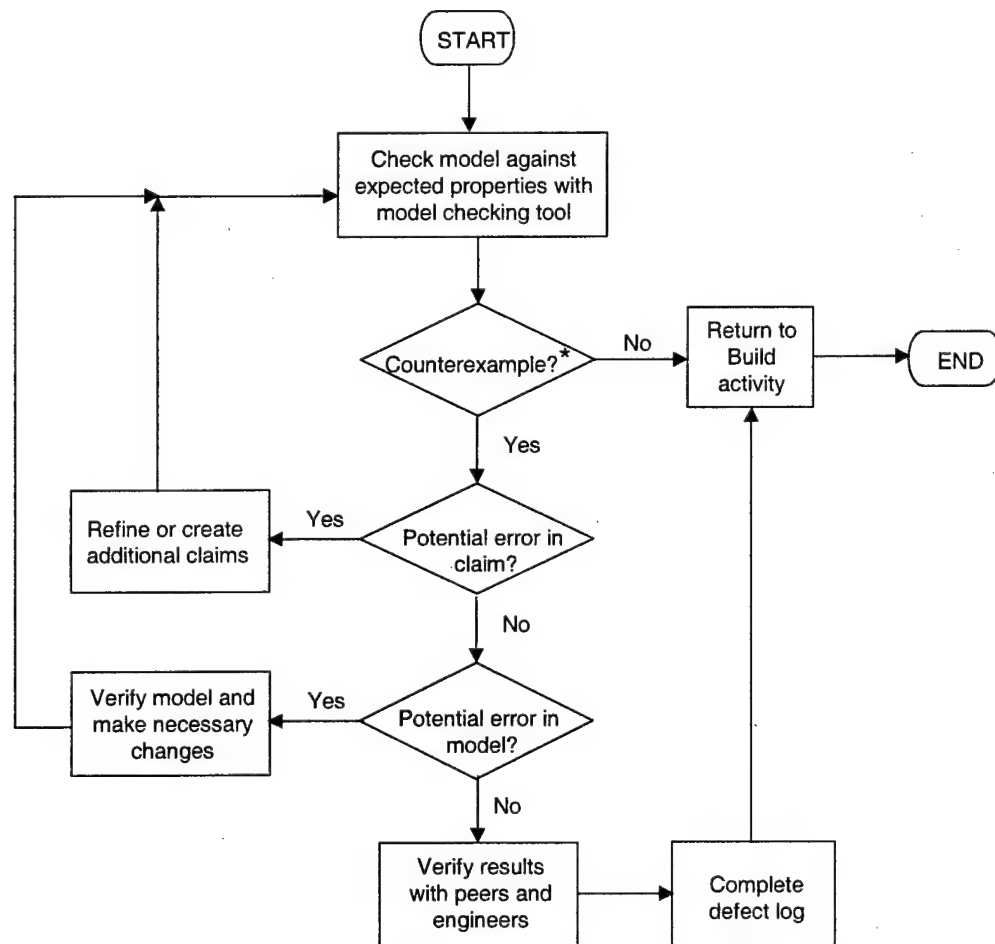 START
Check model against
expected properties with
model checking tool
Counterexample?*
No
Return to
Build
activity
END
Yes
Refine or create
additional claims
Yes
Potential error in
claim?
No
Verify model and
make necessary
changes
Yes
Potential error in
model?
No
Verify results
with peers and
engineers
Complete
defect log